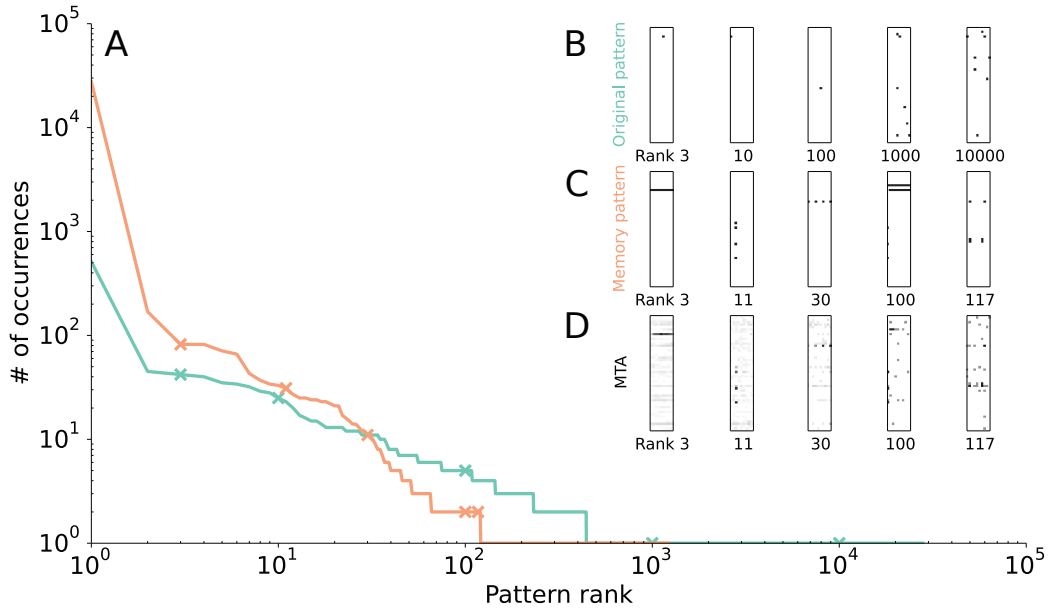 A
# of occurrences
10^5
10^4
10^3
10^2
10^1
10^0
10^0 10^1 10^2 10^3 10^4 10^5
Pattern rank
B
Original pattern
Rank 3 10 100 1000 10000
C
Memory pattern
Rank 3 11 30 100 117
D
MTA
Rank 3 11 30 100 117